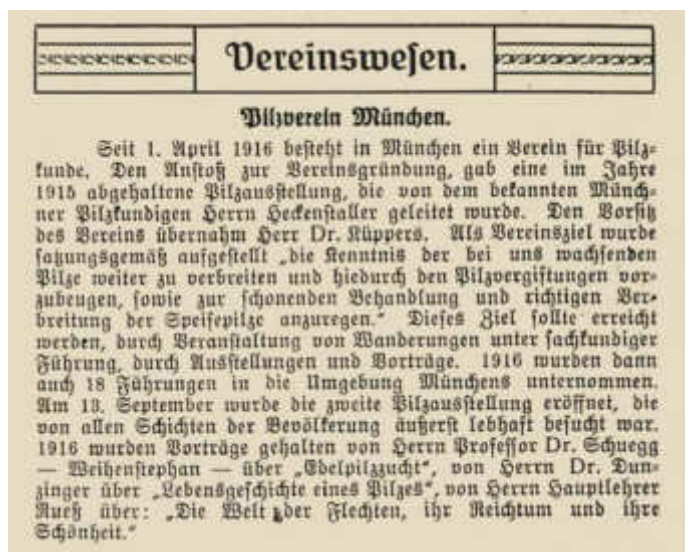 Vereinswesen.
Pilzverein München.
Seit 1. April 1916 besteht in München ein Verein für Pilz-
kunde. Den Anstoß zur Vereinsgründung, gab eine im Jahre
1915 abgehaltene Pilzausstellung, die von dem bekannten Münch-
ner Pilzkundigen Herrn Heckenstaller geleitet wurde. Den Vorsitz
des Vereins übernahm Herr Dr. Küppers. Als Vereinsziel wurde
satzungsgemäß aufgestellt „die Kenntnis der bei uns wachsenden
Pilze weiter zu verbreiten und hiedurch den Pilzvergiftungen vor-
zubeugen, sowie zur schonenden Behandlung und richtigen Ver-
breitung der Speisepilze anzuregen.“ Dieses Ziel sollte erreicht
werden, durch Veranstaltung von Wanderungen unter sachkundiger
Führung, durch Ausstellungen und Vorträge. 1916 wurden dann
auch 18 Führungen in die Umgebung Münchens unternommen.
Am 13. September wurde die zweite Pilzausstellung eröffnet, die
von allen Schichten der Bevölkerung äußerst lebhaft besucht war.
1916 wurden Vorträge gehalten von Herrn Professor Dr. Schuegg
— Weihenstephan — über „Edelpilzzucht“, von Herrn Dr. Dun-
zinger über „Lebensgeschichte eines Pilzes“, von Herrn Hauptlehrer
Rueß über: „Die Welt der Flechten, ihr Reichtum und ihre
Schönheit.“